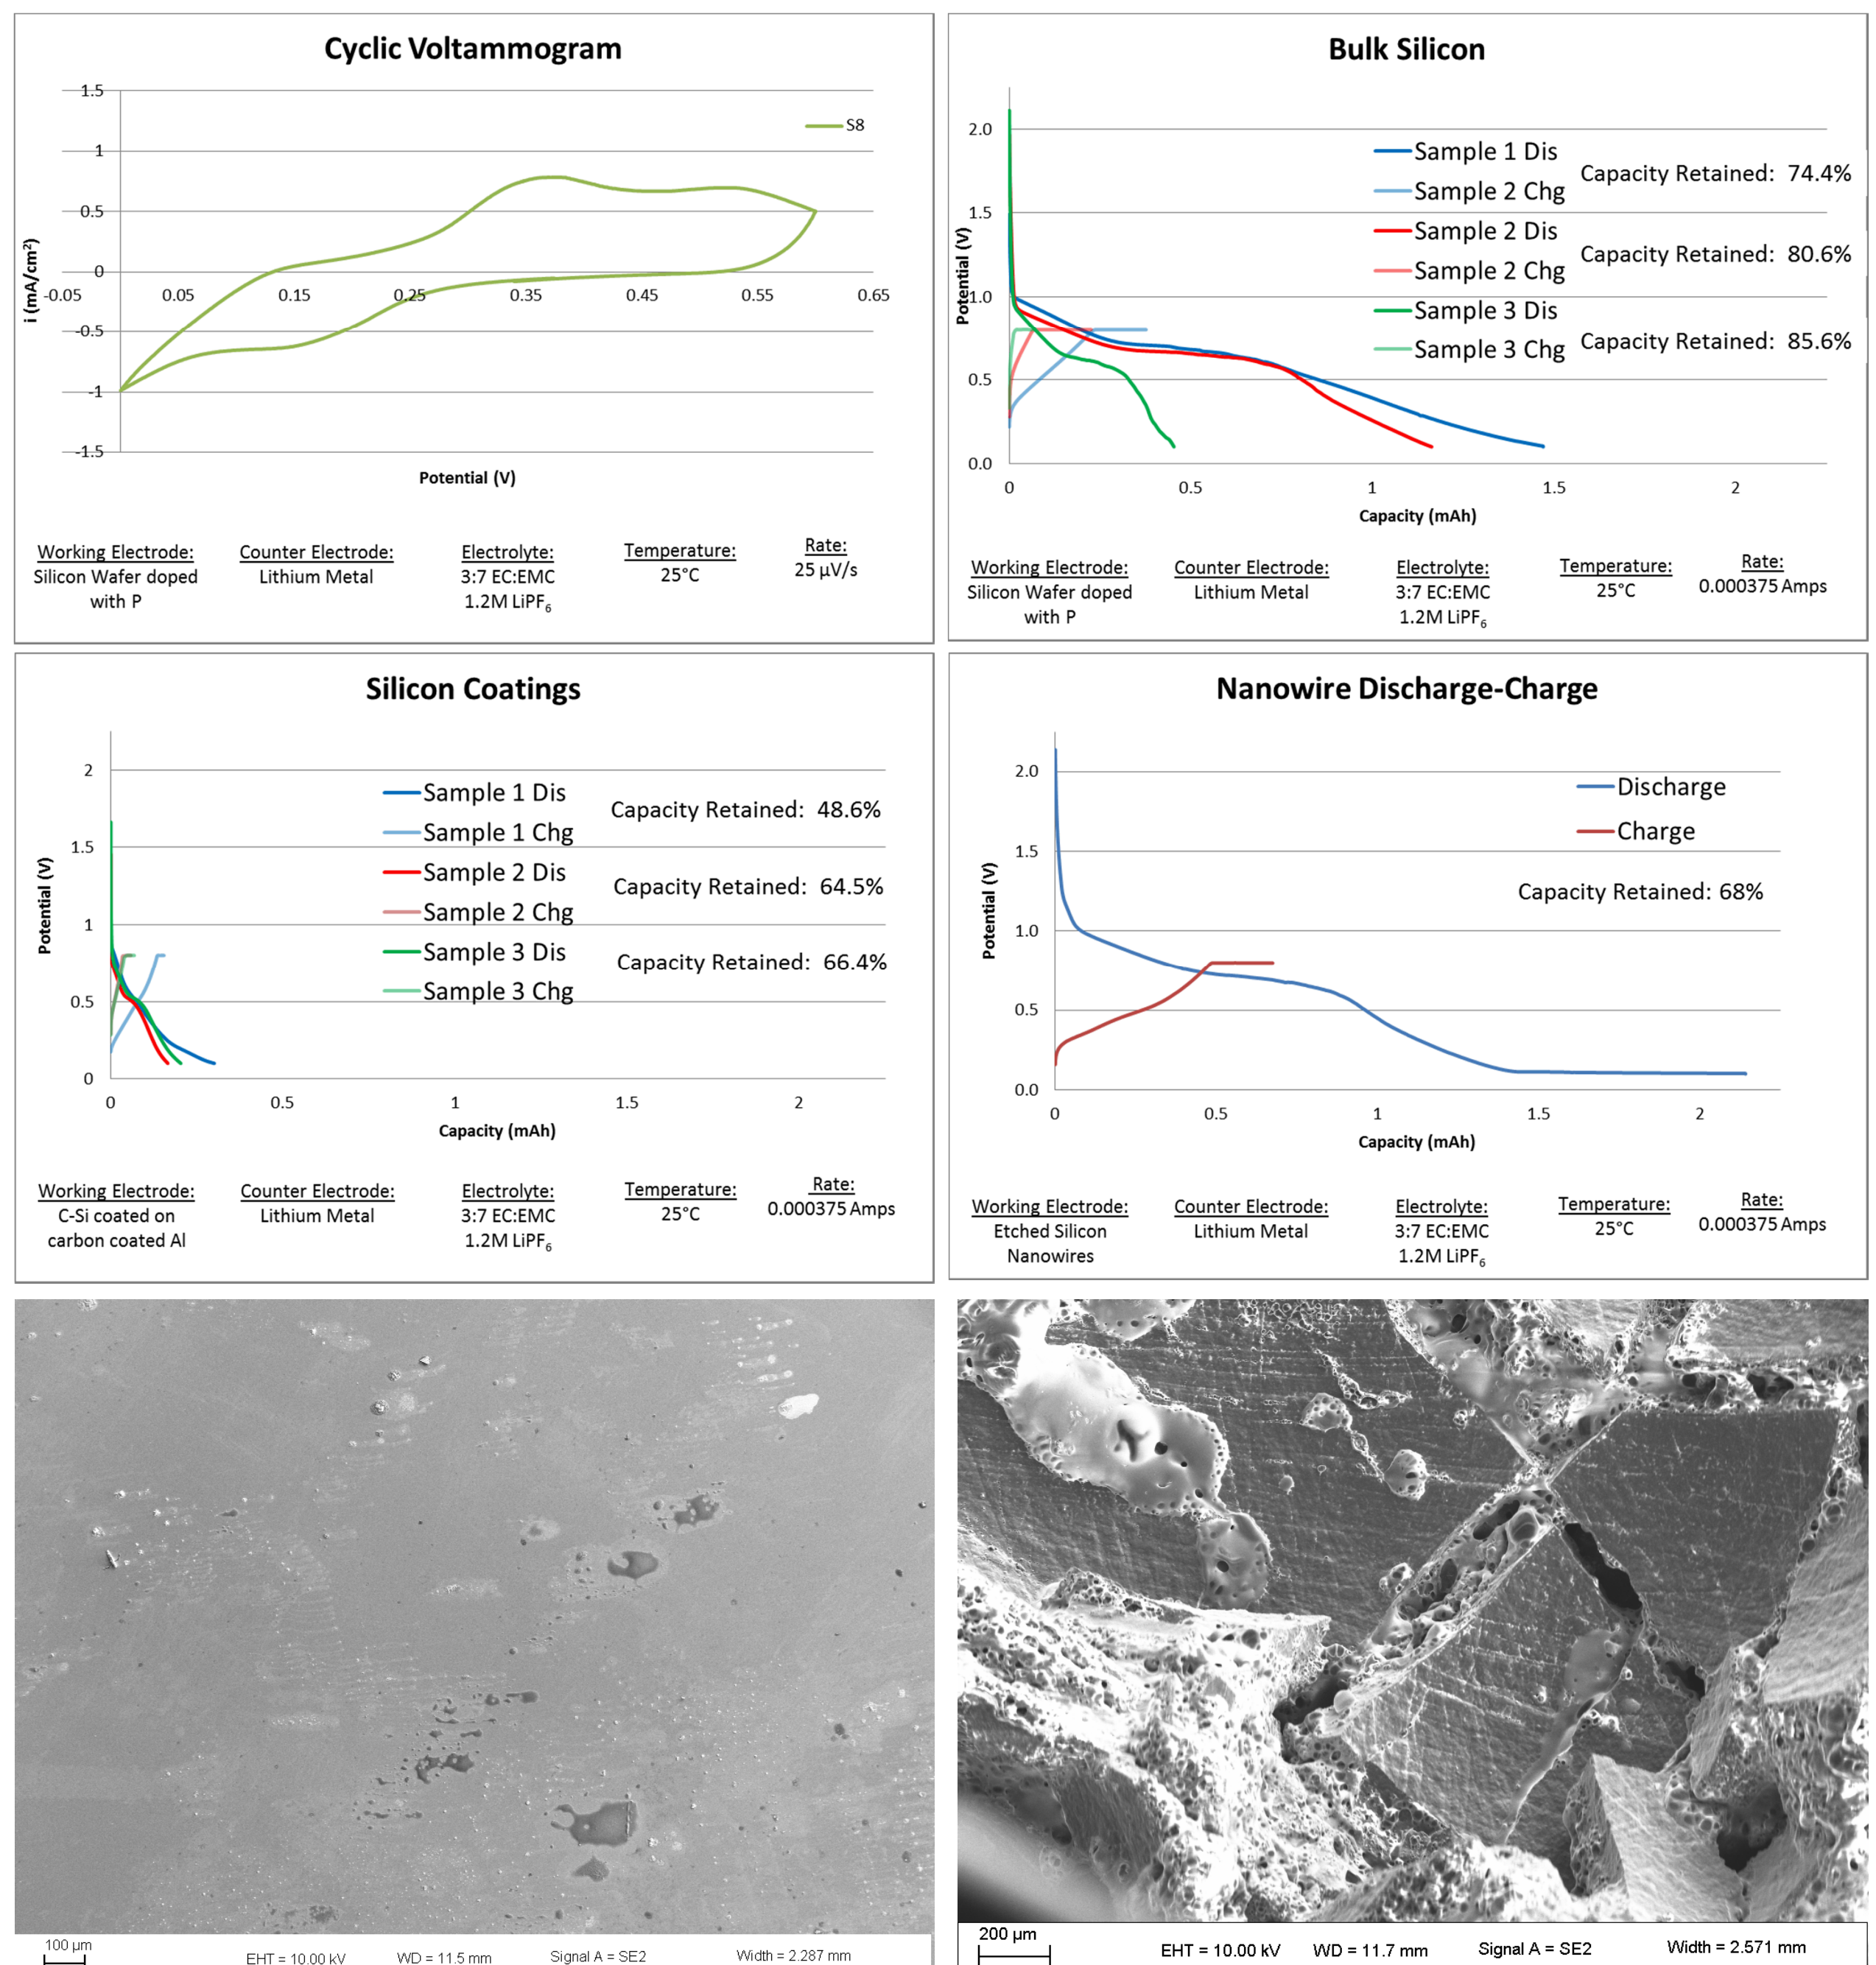 Cyclic Voltammogram
1.5
1
0.5
0
-0.5
-1
-1.5
-0.05
0.05
0.15
0.25
0.35
0.45
0.55
0.65
i (mA/cm²)
S8
Potential (V)
Working Electrode:
Silicon Wafer doped
with P
Counter Electrode:
Lithium Metal
Electrolyte:
3:7 EC:EMC
1.2M LiPF₆
Temperature:
25°C
Rate:
25 µV/s
Bulk Silicon
2.0
1.5
1.0
0.5
0.0
Potential (V)
Sample 1 Dis
Sample 2 Chg
Capacity Retained: 74.4%
Sample 2 Dis
Sample 2 Chg
Capacity Retained: 80.6%
Sample 3 Dis
Sample 3 Chg
Capacity Retained: 85.6%
0
0.5
1
1.5
2
Capacity (mAh)
Working Electrode:
Silicon Wafer doped
with P
Counter Electrode:
Lithium Metal
Electrolyte:
3:7 EC:EMC
1.2M LiPF₆
Temperature:
25°C
Rate:
0.000375 Amps
Silicon Coatings
2
1.5
1
0.5
0
Potential (V)
Sample 1 Dis
Sample 1 Chg
Capacity Retained: 48.6%
Sample 2 Dis
Sample 2 Chg
Capacity Retained: 64.5%
Sample 3 Dis
Sample 3 Chg
Capacity Retained: 66.4%
0
0.5
1
1.5
2
Capacity (mAh)
Working Electrode:
C-Si coated on
carbon coated Al
Counter Electrode:
Lithium Metal
Electrolyte:
3:7 EC:EMC
1.2M LiPF₆
Temperature:
25°C
Rate:
0.000375 Amps
Nanowire Discharge-Charge
2.0
1.5
1.0
0.5
0.0
Potential (V)
Discharge
Charge
Capacity Retained: 68%
0
0.5
1
1.5
2
Capacity (mAh)
Working Electrode:
Etched Silicon
Nanowires
Counter Electrode:
Lithium Metal
Electrolyte:
3:7 EC:EMC
1.2M LiPF₆
Temperature:
25°C
Rate:
0.000375 Amps
100 µm
EHT = 10.00 kV
WD = 11.5 mm
Signal A = SE2
Width = 2.287 mm
200 µm
EHT = 10.00 kV
WD = 11.7 mm
Signal A = SE2
Width = 2.571 mm